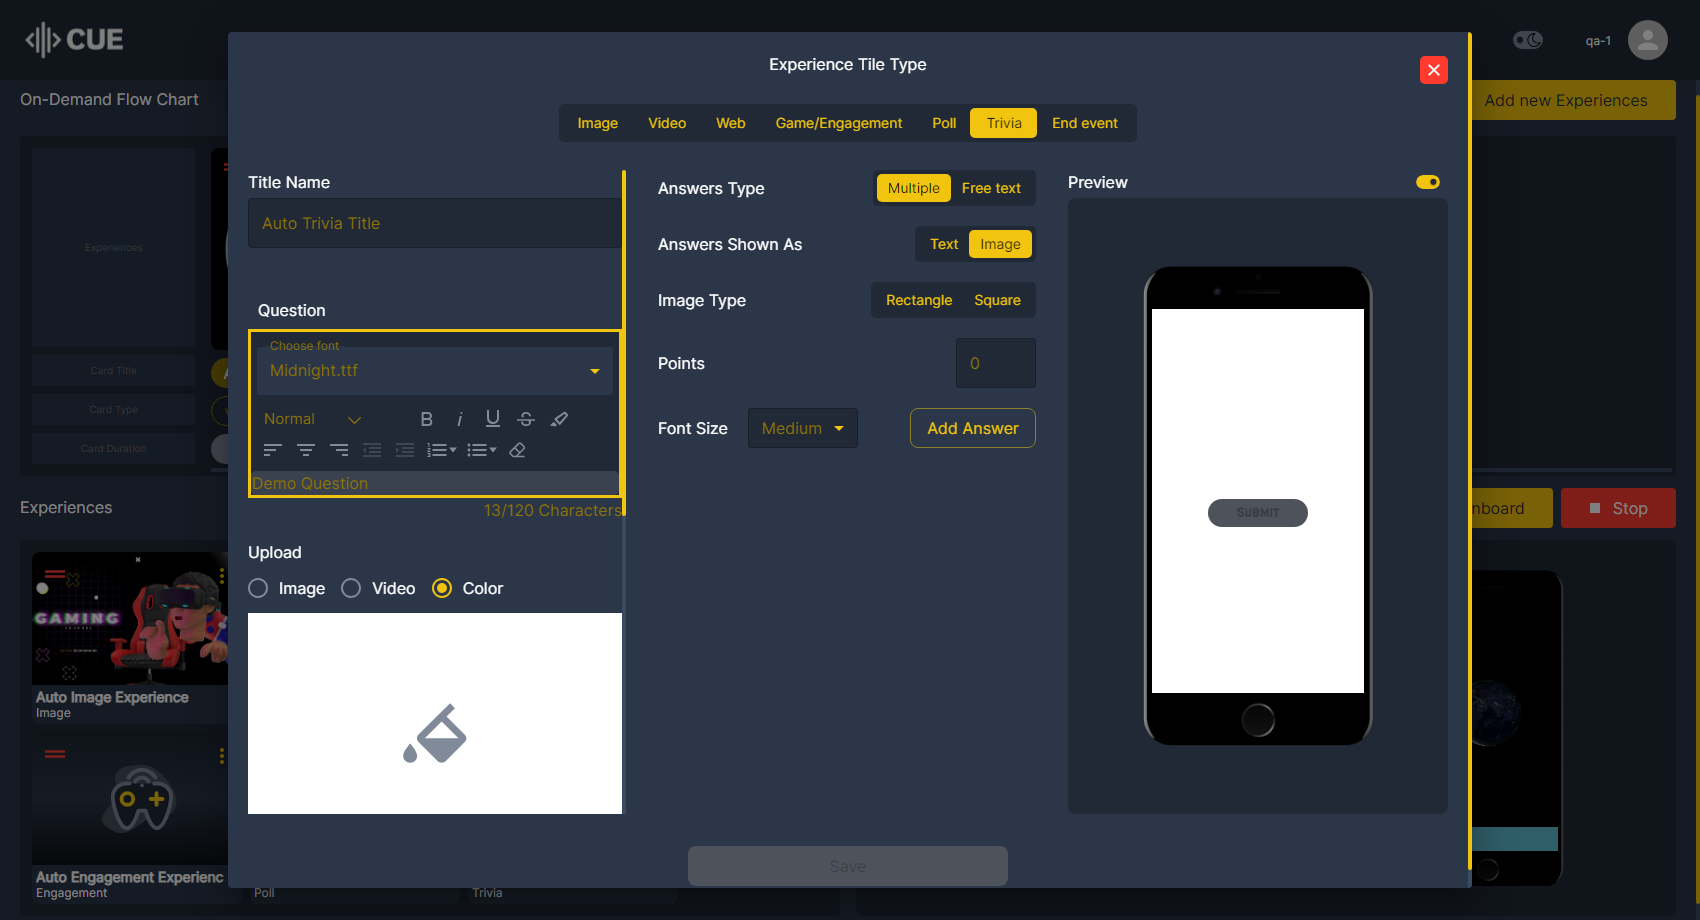 CUE
qa-1
On-Demand Flow Chart
Add new Experiences
Experience Tile Type
Image Video Web Game/Engagement Poll Trivia End event
Title Name
Auto Trivia Title
Question
Choose font
Midnight.ttf
Normal
B i U S
Demo Question
13/120 Characters
Upload
Image Video Color
Answers Type Multiple Free text
Answers Shown As Text Image
Image Type Rectangle Square
Points 0
Font Size Medium Add Answer
Preview
SUBMIT
Save
Experiences
Card Title
Card Type
Card Duration
Experiences
Stop
GAMING
Auto Image Experience
Image
Auto Engagement Experienc
Engagement
Poll
Trivia